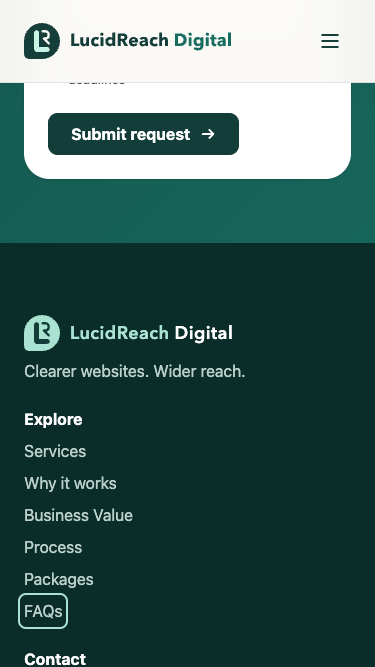 LucidReach Digital
deadlines
Submit request →
LucidReach Digital
Clearer websites. Wider reach.
Explore
Services
Why it works
Business Value
Process
Packages
FAQs
Contact